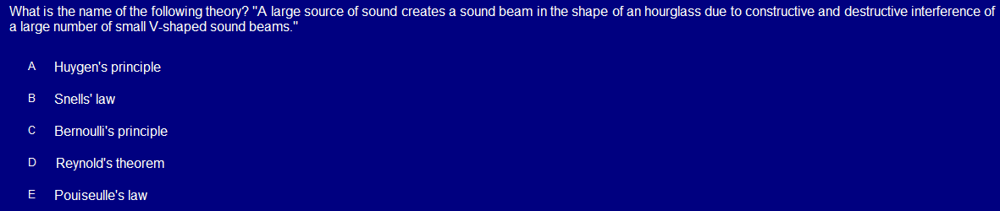 What is the name of the following theory? "A large source of sound creates a sound beam in the shape of an hourglass due to constructive and destructive interference of
a large number of small V-shaped sound beams."
A Huygen's principle
B Snells' law
C Bernoulli's principle
D Reynold's theorem
E Pouiseulle's law